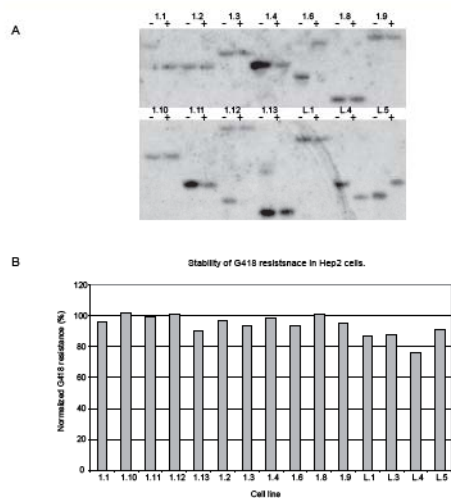 A
1.1 1.2 1.3 1.4 1.6 1.8 1.9
- + - + - + - + - + - + - +
1.10 1.11 1.12 1.13 L.1 L.4 L.5
- + - + - + - + - + - + - +
B
Stability of G418 resistsnace in Hep2 cells.
Normalized G418 resistance (%)
120
100
80
60
40
20
0
1.1 1.10 1.11 1.12 1.13 1.2 1.3 1.4 1.6 1.8 1.9 L.1 L.3 L.4 L.5
Cell line